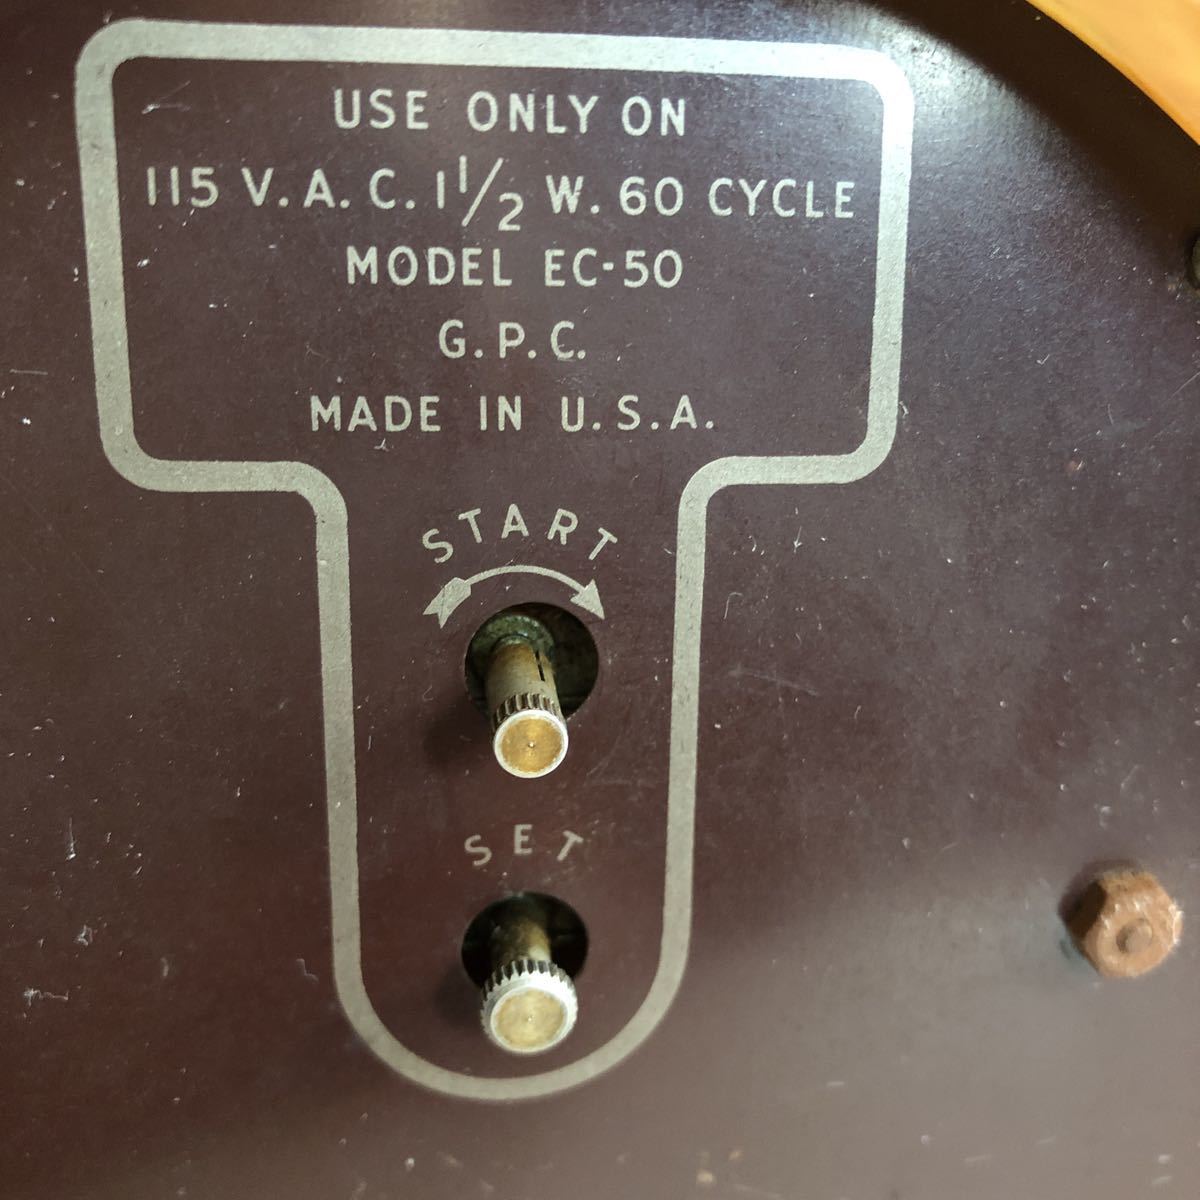 USE ONLY ON
115 V. A. C. 1 1/2 W. 60 CYCLE
MODEL EC-50
G. P. C.
MADE IN U. S. A.
START
SET